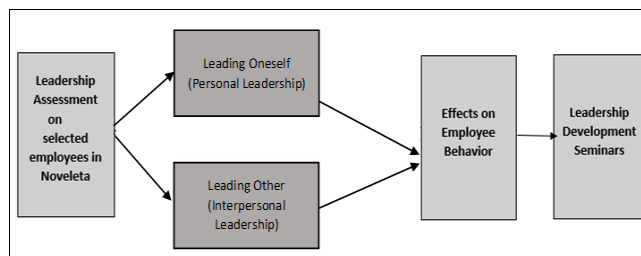 Leadership
Assessment
on
selected
employees in
Noveleta
Leading Oneself
(Personal Leadership)
Leading Other
(Interpersonal
Leadership)
Effects on
Employee
Behavior
Leadership
Development
Seminars